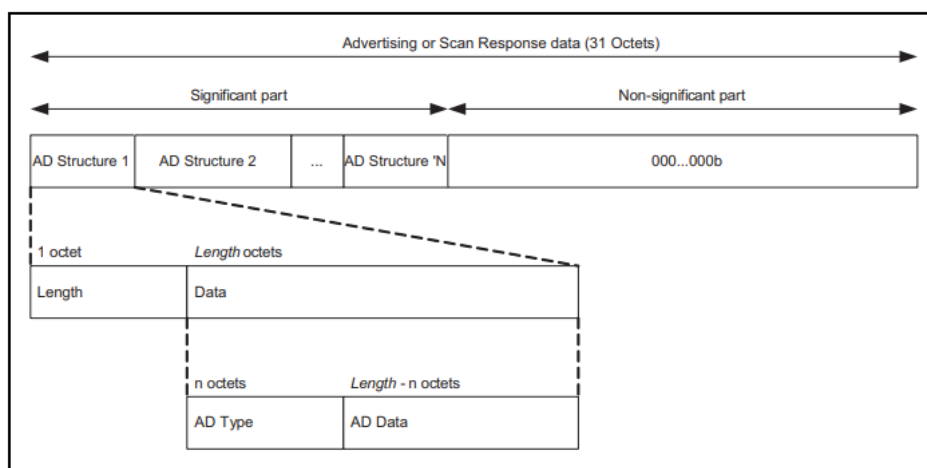 Advertising or Scan Response data (31 Octets)
Significant part
Non-significant part
AD Structure 1
AD Structure 2
...
AD Structure 'N
000...000b
1 octet
Length octets
Length
Data
n octets
Length - n octets
AD Type
AD Data